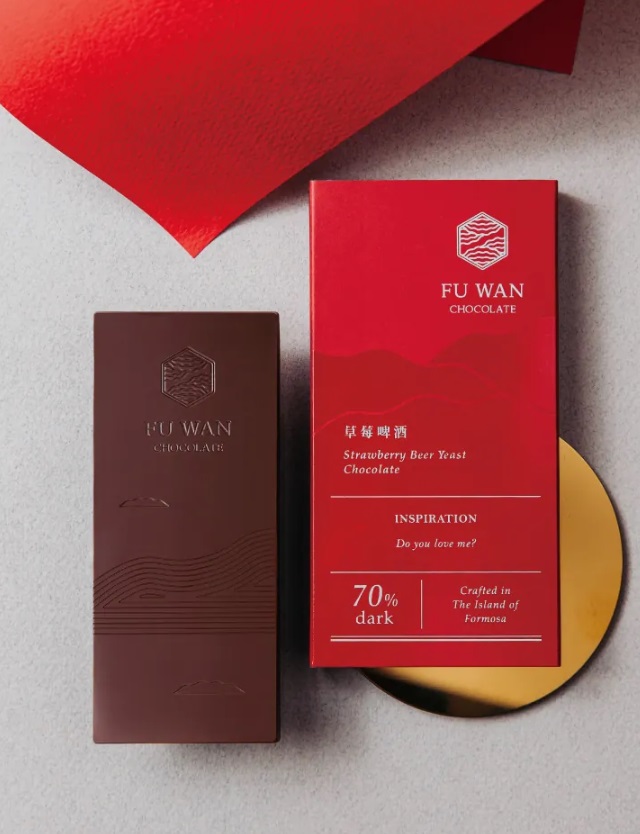 FU WAN
CHOCOLATE
FU WAN
CHOCOLATE
草莓啤酒
Strawberry Beer Yeast
Chocolate
INSPIRATION
Do you love me?
70%
dark
Crafted in
The Island of
Formosa